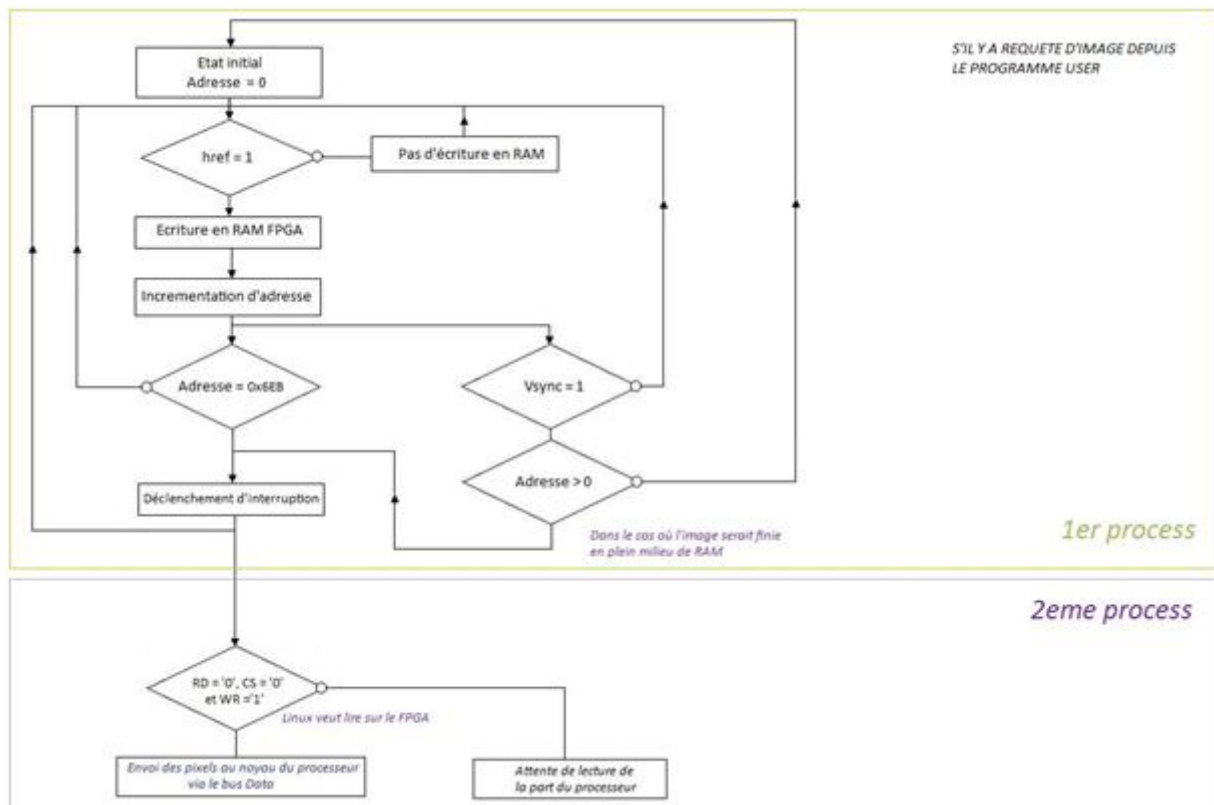 S'IL Y A REQUETE D'IMAGE DEPUIS
LE PROGRAMME USER
Etat initial
Adresse = 0
href = 1
Pas d'écriture en RAM
Ecriture en RAM FPGA
Incrementation d'adresse
Adresse = 0x6EB
Vsync = 1
Adresse > 0
Déclenchement d'interruption
Dans le cas où l'image serait finie
en plein milieu de RAM
1er process
2eme process
RD = '0', CS = '0'
et WR ='1'
Linux veut lire sur le FPGA
Envoi des pixels au noyau du processeur
via le bus Data
Attente de lecture de
la part du processeur